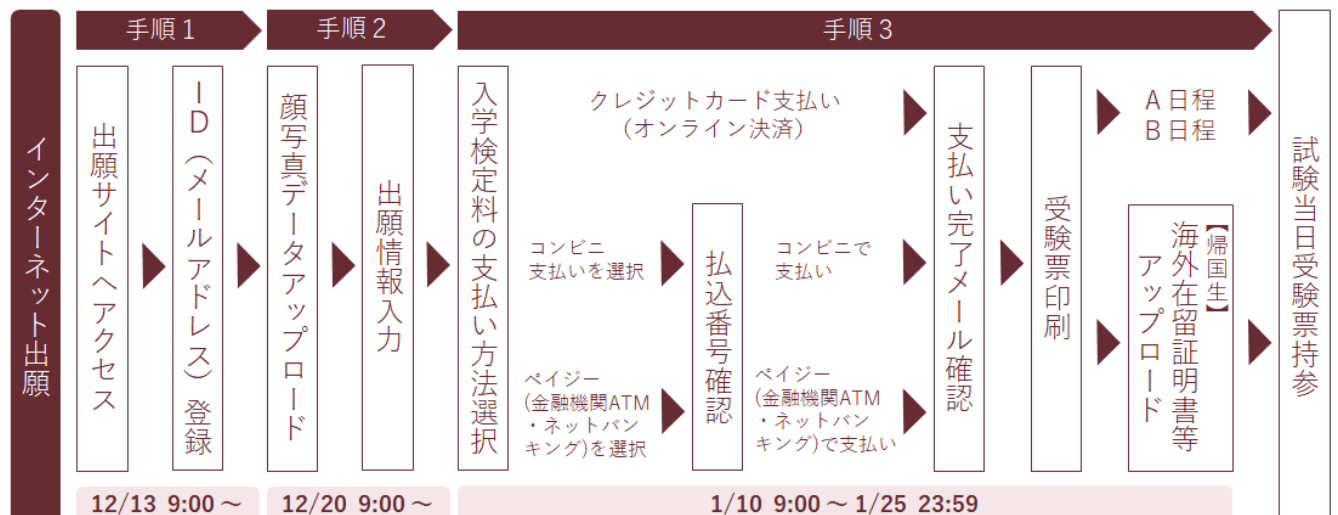 インターネット出願
手順1
手順2
手順3
出願サイトへアクセス
ID（メールアドレス）登録
顔写真データアップロード
出願情報入力
入学検定料の支払い方法選択
クレジットカード支払い
(オンライン決済)
コンビニ
支払いを選択
ペイジー
(金融機関ATM
・ネットバン
キング)を選択
払込番号確認
コンビニで
支払い
ペイジー
(金融機関ATM
・ネットバン
キング)で支払い
支払い完了メール確認
受験票印刷
A日程
B日程
【帰国生】
海外在留証明書等
アップロード
試験当日受験票持参
12/13 9:00～
12/20 9:00～
1/10 9:00～1/25 23:59